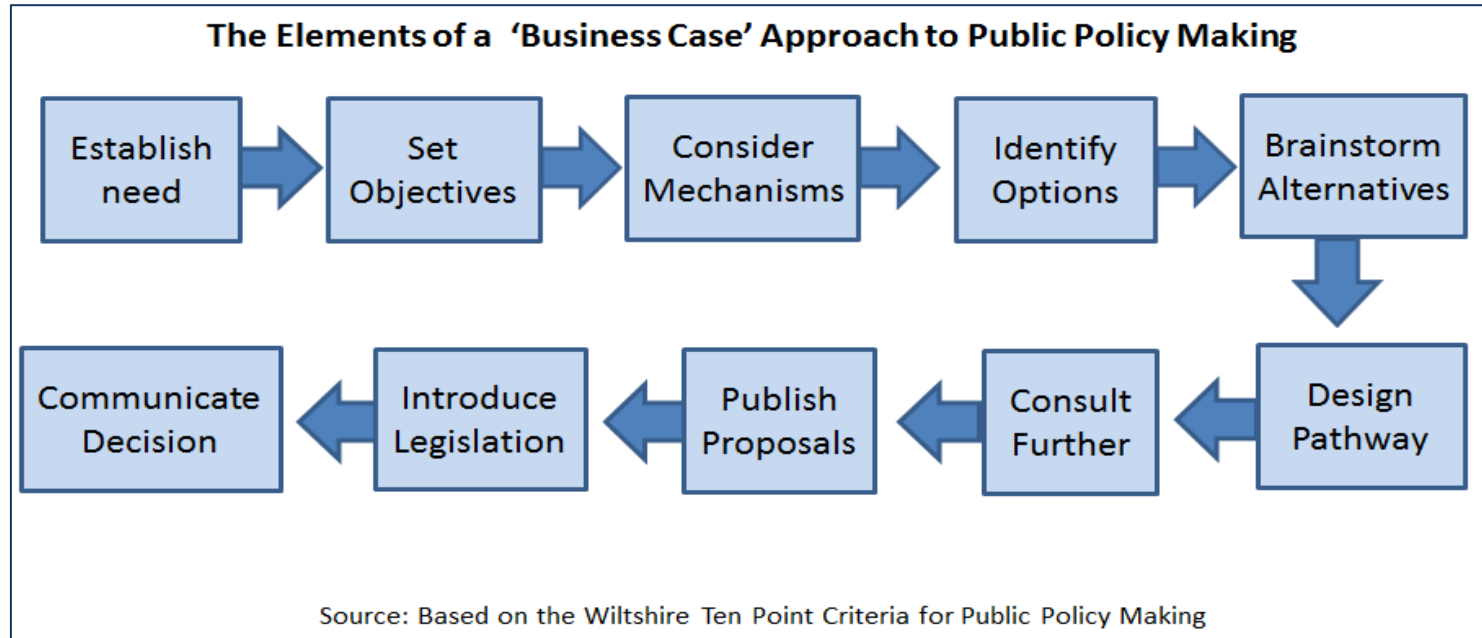 The Elements of a 'Business Case' Approach to Public Policy Making
Establish
need
Set
Objectives
Consider
Mechanisms
Identify
Options
Brainstorm
Alternatives
Design
Pathway
Consult
Further
Publish
Proposals
Introduce
Legislation
Communicate
Decision
Source: Based on the Wiltshire Ten Point Criteria for Public Policy Making